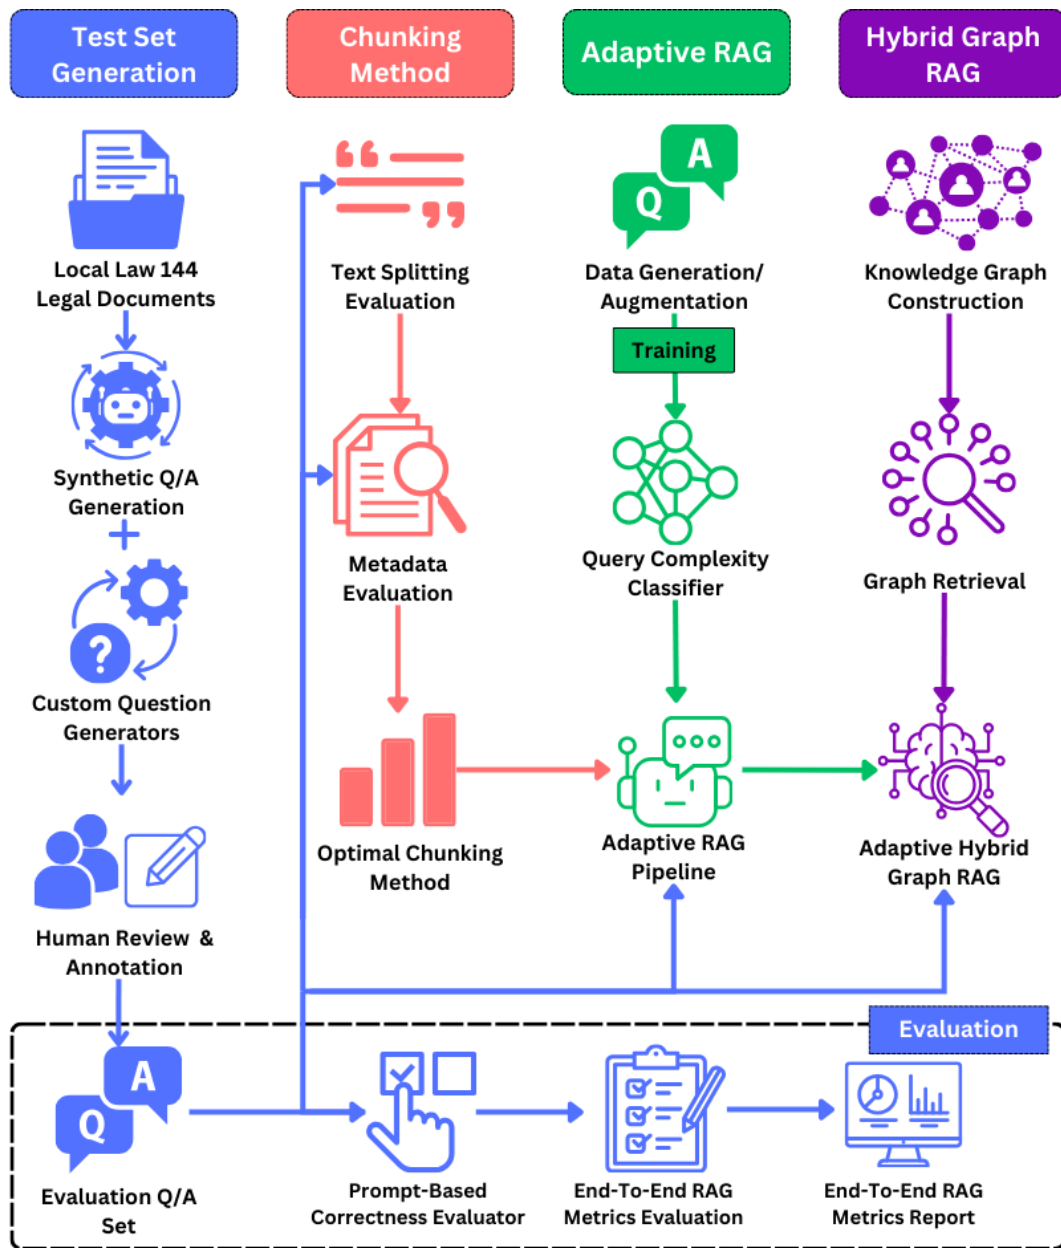 Test Set
Generation
Chunking
Method
Adaptive RAG
Hybrid Graph
RAG
Local Law 144
Legal Documents
Synthetic Q/A
Generation
+
Custom Question
Generators
Human Review &
Annotation
Text Splitting
Evaluation
Metadata
Evaluation
Optimal Chunking
Method
A
Q
Data Generation/
Augmentation
Training
Query Complexity
Classifier
Adaptive RAG
Pipeline
Knowledge Graph
Construction
Graph Retrieval
Adaptive Hybrid
Graph RAG
?
Evaluation
A
Q
Evaluation Q/A
Set
Prompt-Based
Correctness Evaluator
End-To-End RAG
Metrics Evaluation
End-To-End RAG
Metrics Report